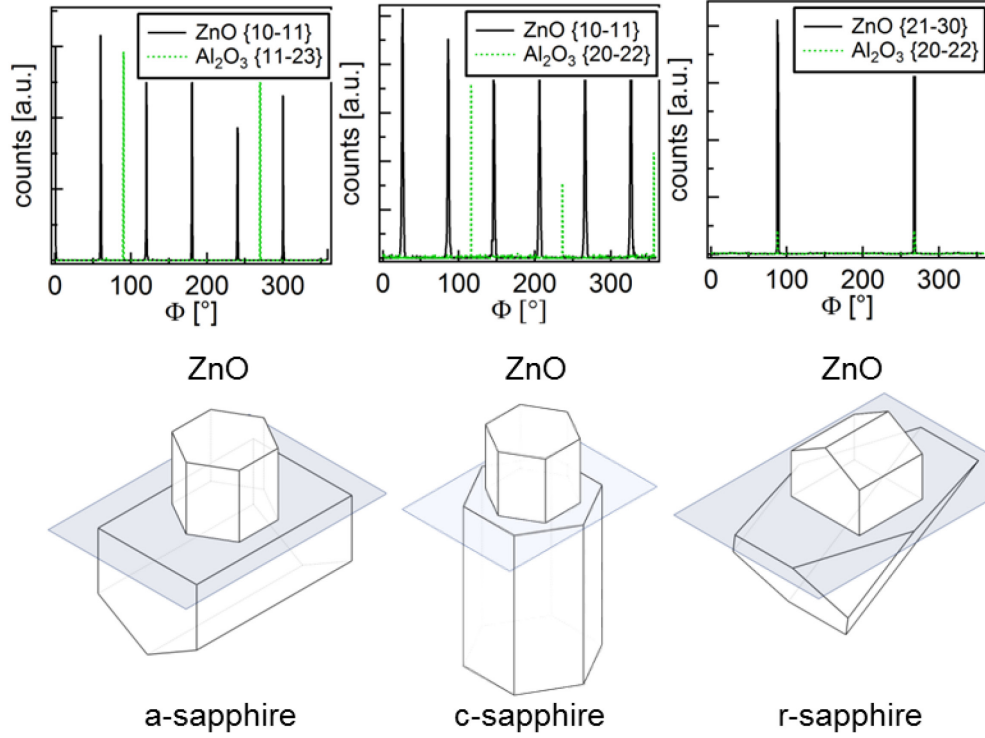 ZnO {10-11}
Al₂O₃ {11-23}
counts [a.u.]
0 100 200 300
Φ [°]
ZnO {10-11}
Al₂O₃ {20-22}
counts [a.u.]
0 100 200 300
Φ [°]
ZnO {21-30}
Al₂O₃ {20-22}
counts [a.u.]
0 100 200 300
Φ [°]
ZnO ZnO ZnO
a-sapphire c-sapphire r-sapphire